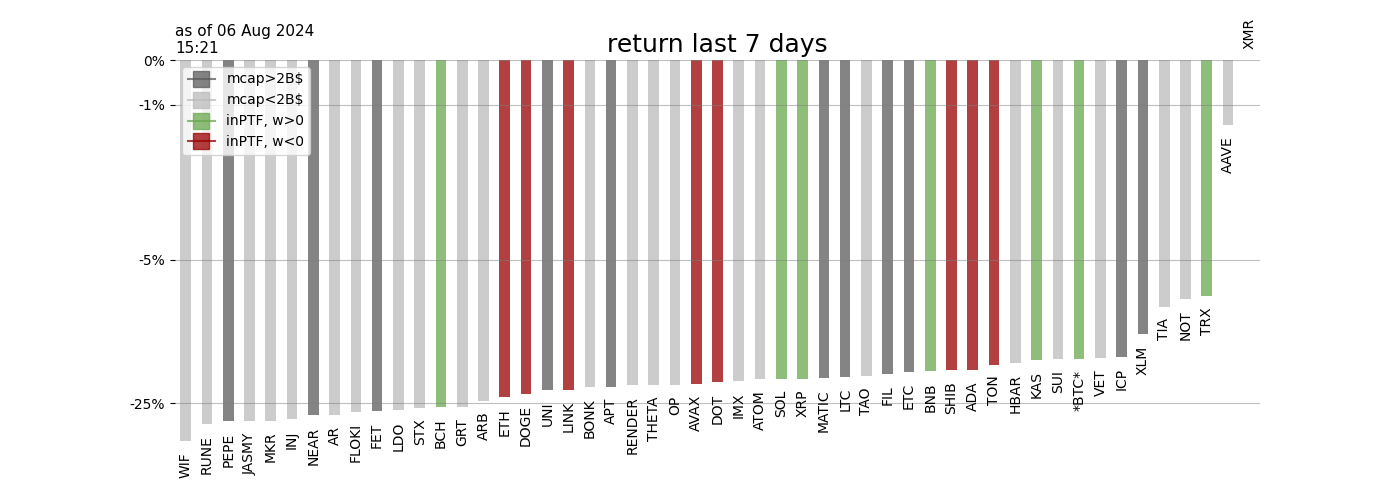 as of 06 Aug 2024
15:21
return last 7 days
XMR
0%
-1%
-5%
-25%
mcap>2B$
mcap<2B$
inPTF, w>0
inPTF, w<0
WIF
RUNE
PEPE
JASMY
MKR
INJ
NEAR
AR
FLOKI
FET
LDO
STX
BCH
GRT
ARB
ETH
DOGE
UNI
LINK
BONK
APT
RENDER
THETA
OP
AVAX
DOT
IMX
ATOM
SOL
XRP
MATIC
LTC
TAO
FIL
ETC
BNB
SHIB
ADA
TON
HBAR
KAS
SUI
*BTC*
VET
ICP
XLM
TIA
NOT
TRX
AAVE